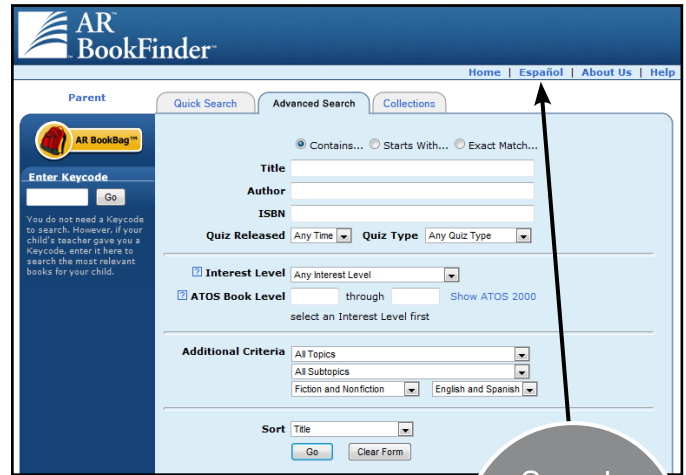 AR
BookFinder™
Home | Español | About Us | Help
Parent
Quick Search
Advanced Search
Collections
AR BookBag™
Enter Keycode
Go
You do not need a Keycode
to search. However, if your
child's teacher gave you a
Keycode, enter it here to
search the most relevant
books for your child.
Contains... Starts With... Exact Match...
Title
Author
ISBN
Quiz Released Any Time Quiz Type Any Quiz Type
? Interest Level Any Interest Level
? ATOS Book Level through Show ATOS 2000
select an Interest Level first
Additional Criteria All Topics
All Subtopics
Fiction and Nonfiction English and Spanish
Sort Title
Go Clear Form